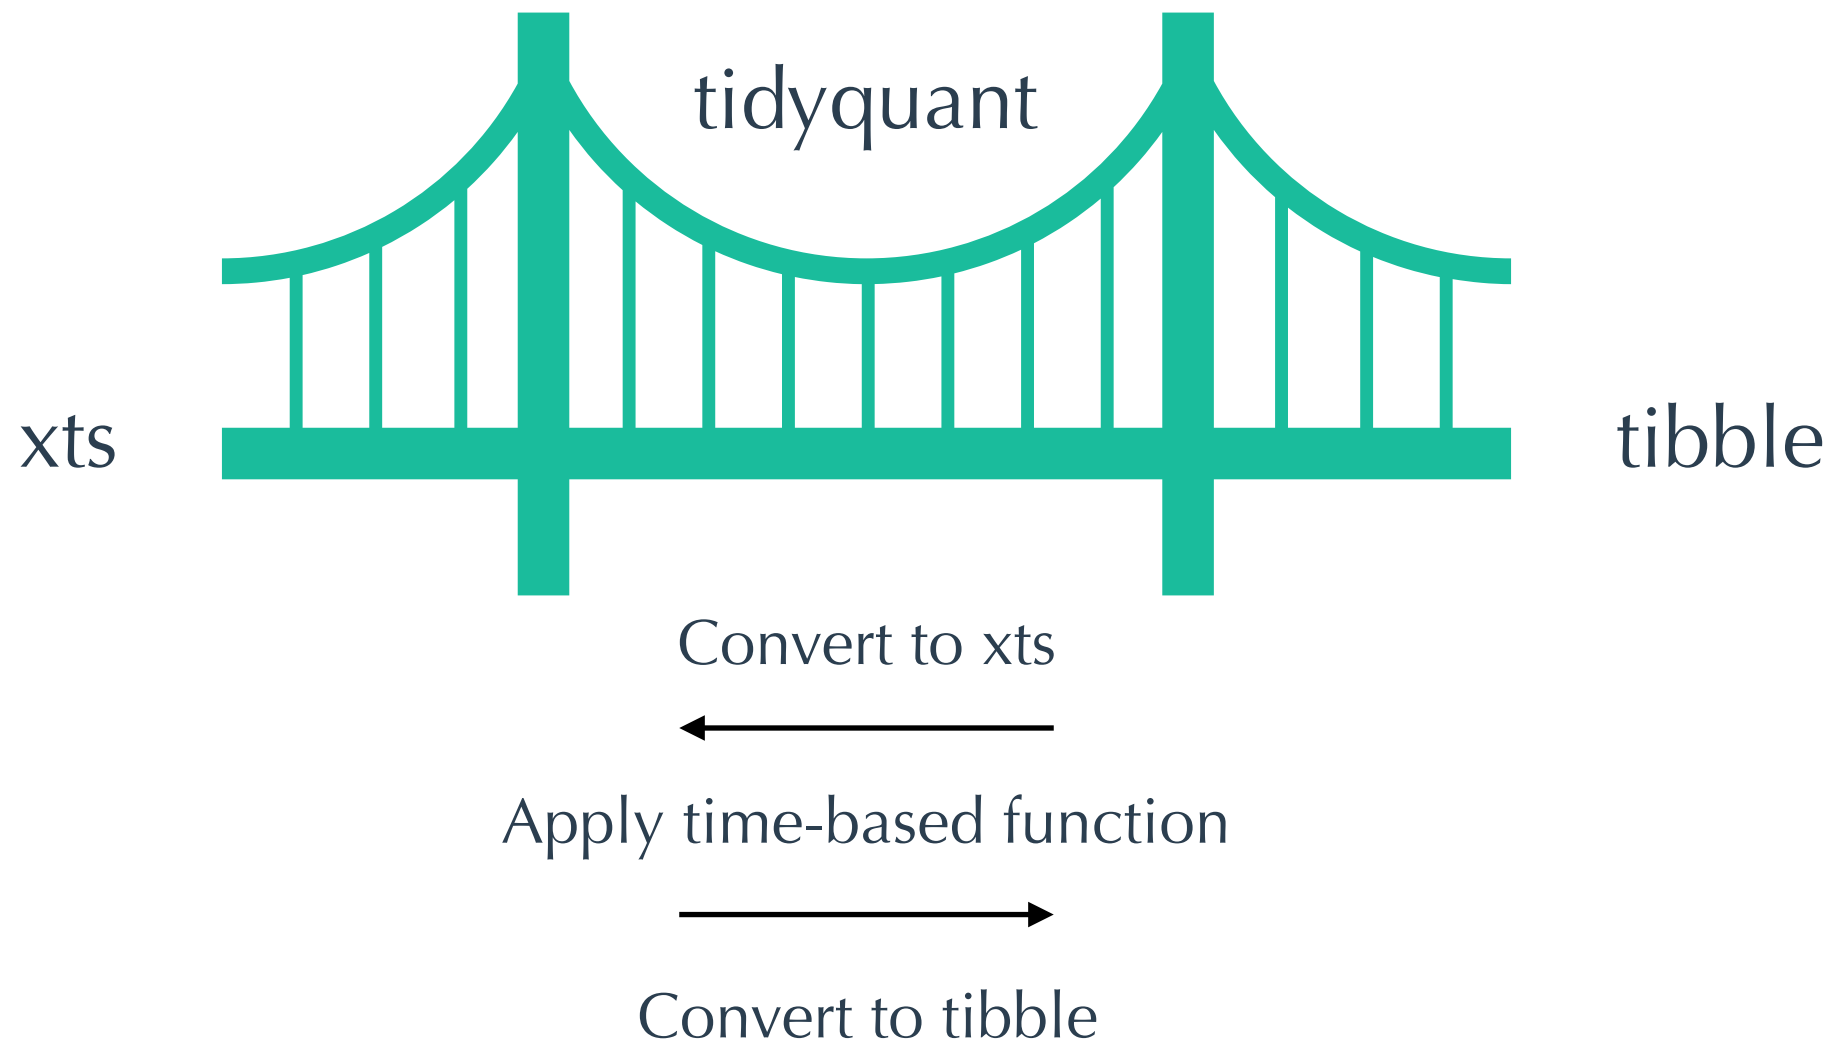 tidyquant
xts
tibble
Convert to xts
Apply time-based function
Convert to tibble